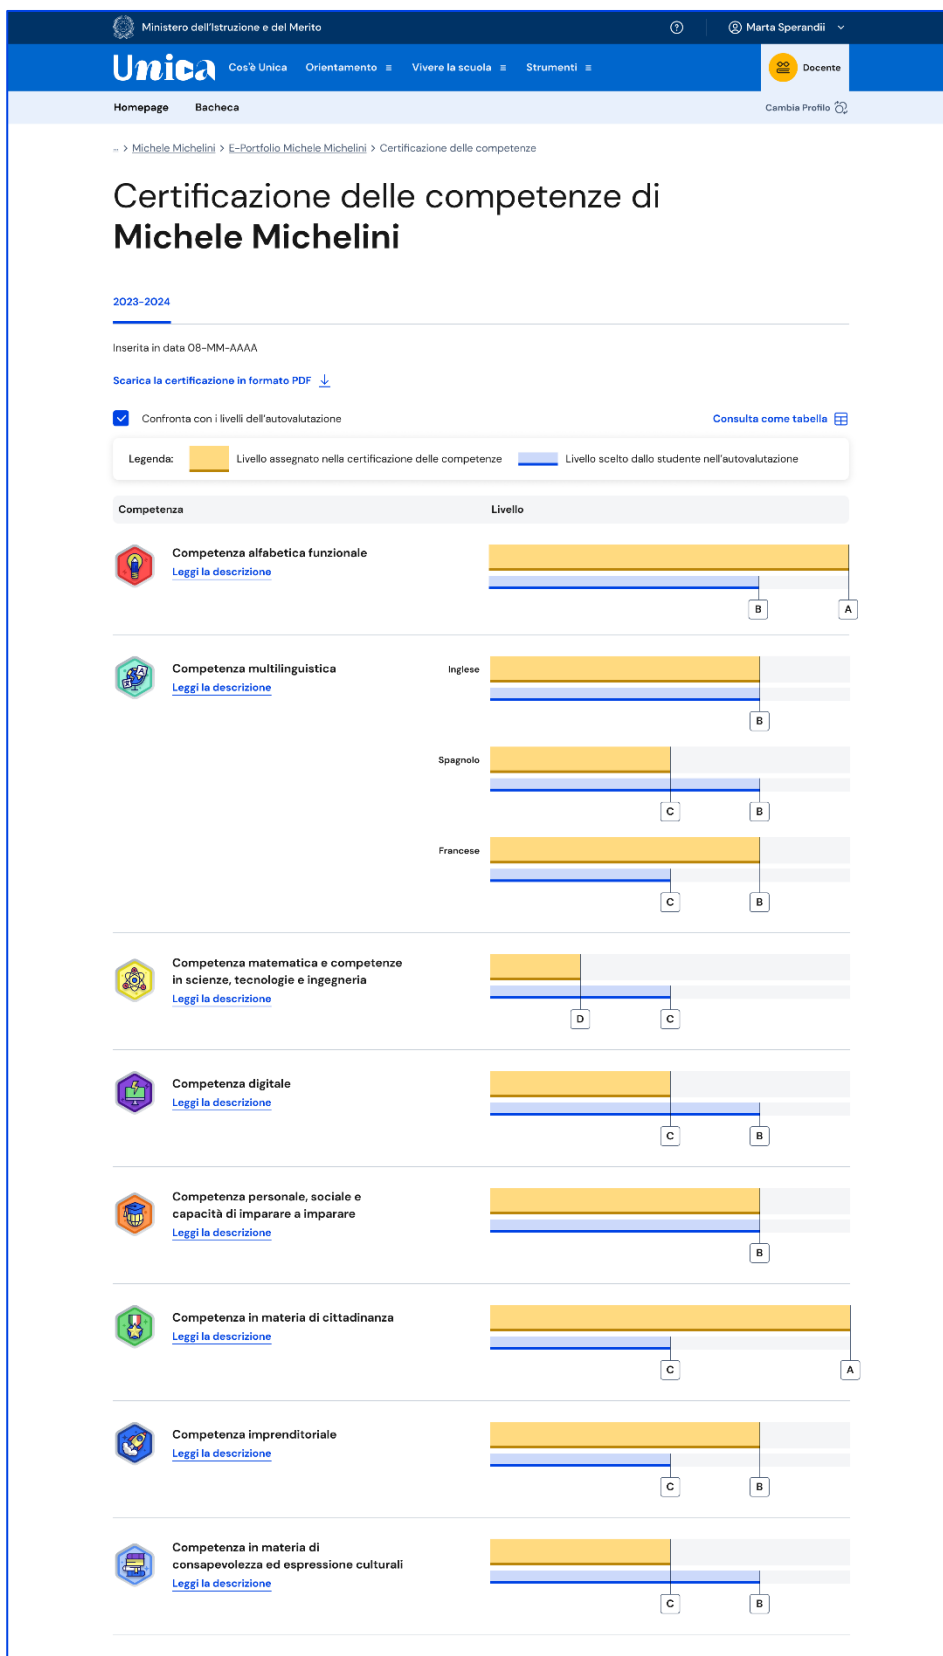 Ministero dell'Istruzione e del Merito
Marta Sperandii
Unica Cos'è Unica Orientamento Vivere la scuola Strumenti Docente
Homepage Bacheca Cambia Profilo
… > Michele Michelini > E-Portfolio Michele Michelini > Certificazione delle competenze
Certificazione delle competenze di
Michele Michelini
2023-2024
Inserita in data 08-MM-AAAA
Scarica la certificazione in formato PDF
Confronta con i livelli dell'autovalutazione Consulta come tabella
Legenda: Livello assegnato nella certificazione delle competenze Livello scelto dallo studente nell'autovalutazione
Competenza Livello
Competenza alfabetica funzionale
Leggi la descrizione
B A
Competenza multilinguistica Inglese
Leggi la descrizione
B
Spagnolo
C B
Francese
C B
Competenza matematica e competenze
in scienze, tecnologie e ingegneria
Leggi la descrizione
D C
Competenza digitale
Leggi la descrizione
C B
Competenza personale, sociale e
capacità di imparare a imparare
Leggi la descrizione
B
Competenza in materia di cittadinanza
Leggi la descrizione
C A
Competenza imprenditoriale
Leggi la descrizione
C B
Competenza in materia di
consapevolezza ed espressione culturali
Leggi la descrizione
C B